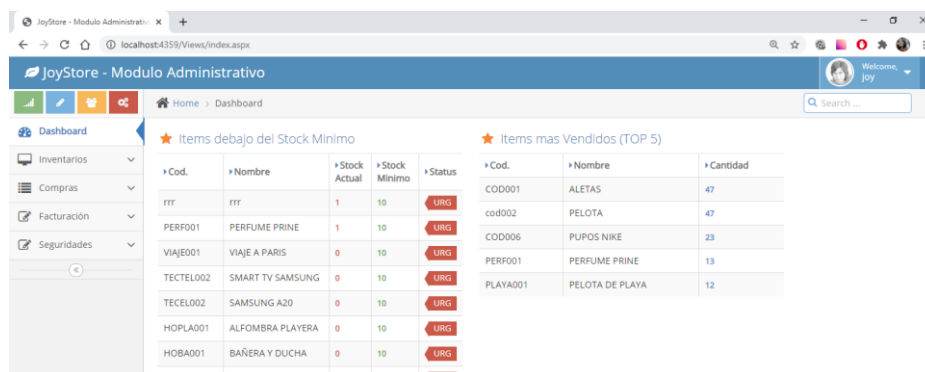 JoyStore - Modulo Administrativo
localhost:4359/Views/index.aspx
JoyStore - Modulo Administrativo
Welcome,
joy
Home > Dashboard
Search ...
Dashboard
Inventarios
Compras
Facturación
Seguridades
Items debajo del Stock Minimo
Cod. Nombre Stock Actual Stock Minimo Status
rrr rrr 1 10 URG
PERF001 PERFUME PRINE 1 10 URG
VIAJE001 VIAJE A PARIS 0 10 URG
TECTEL002 SMART TV SAMSUNG 0 10 URG
TECEL002 SAMSUNG A20 0 10 URG
HOPLA001 ALFOMBRA PLAYERA 0 10 URG
HOBA001 BAÑERA Y DUCHA 0 10 URG
Items mas Vendidos (TOP 5)
Cod. Nombre Cantidad
COD001 ALETAS 47
cod002 PELOTA 47
COD006 PUPOS NIKE 23
PERF001 PERFUME PRINE 13
PLAYA001 PELOTA DE PLAYA 12